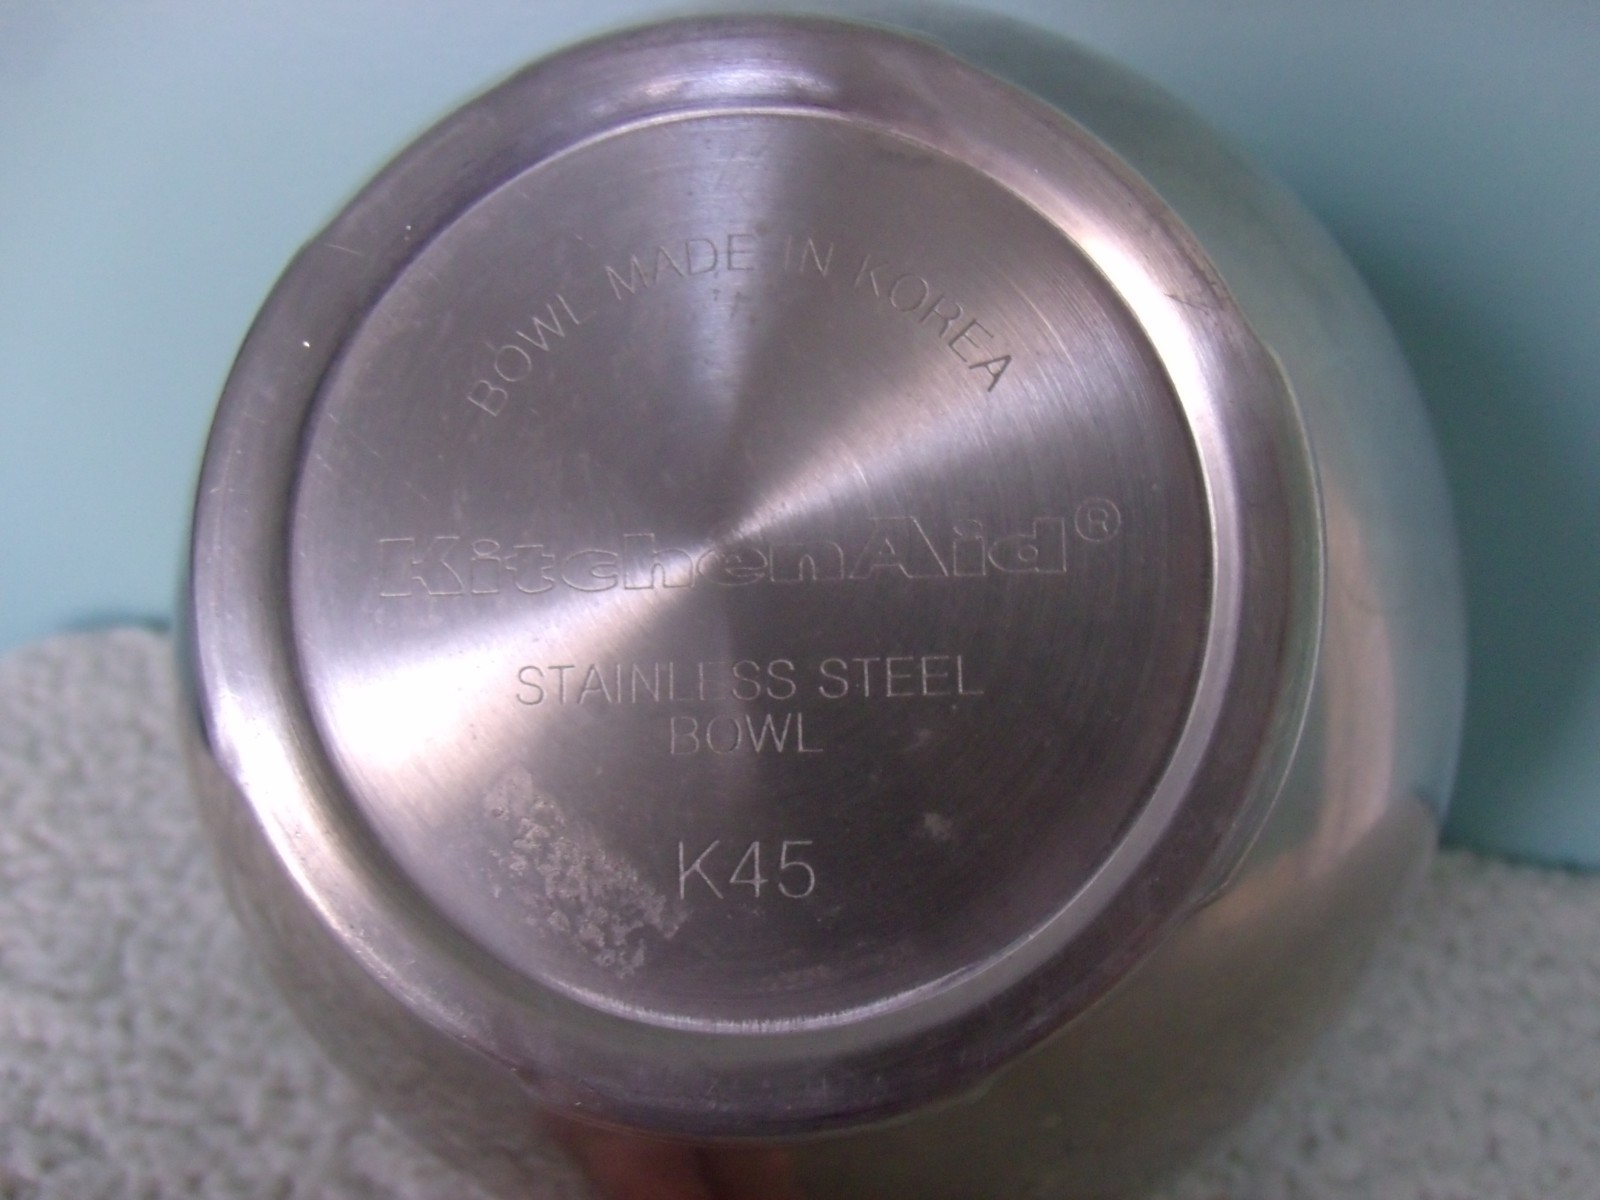 BOWL MADE IN KOREA
KitchenAid®
STAINLESS STEEL
BOWL
K45